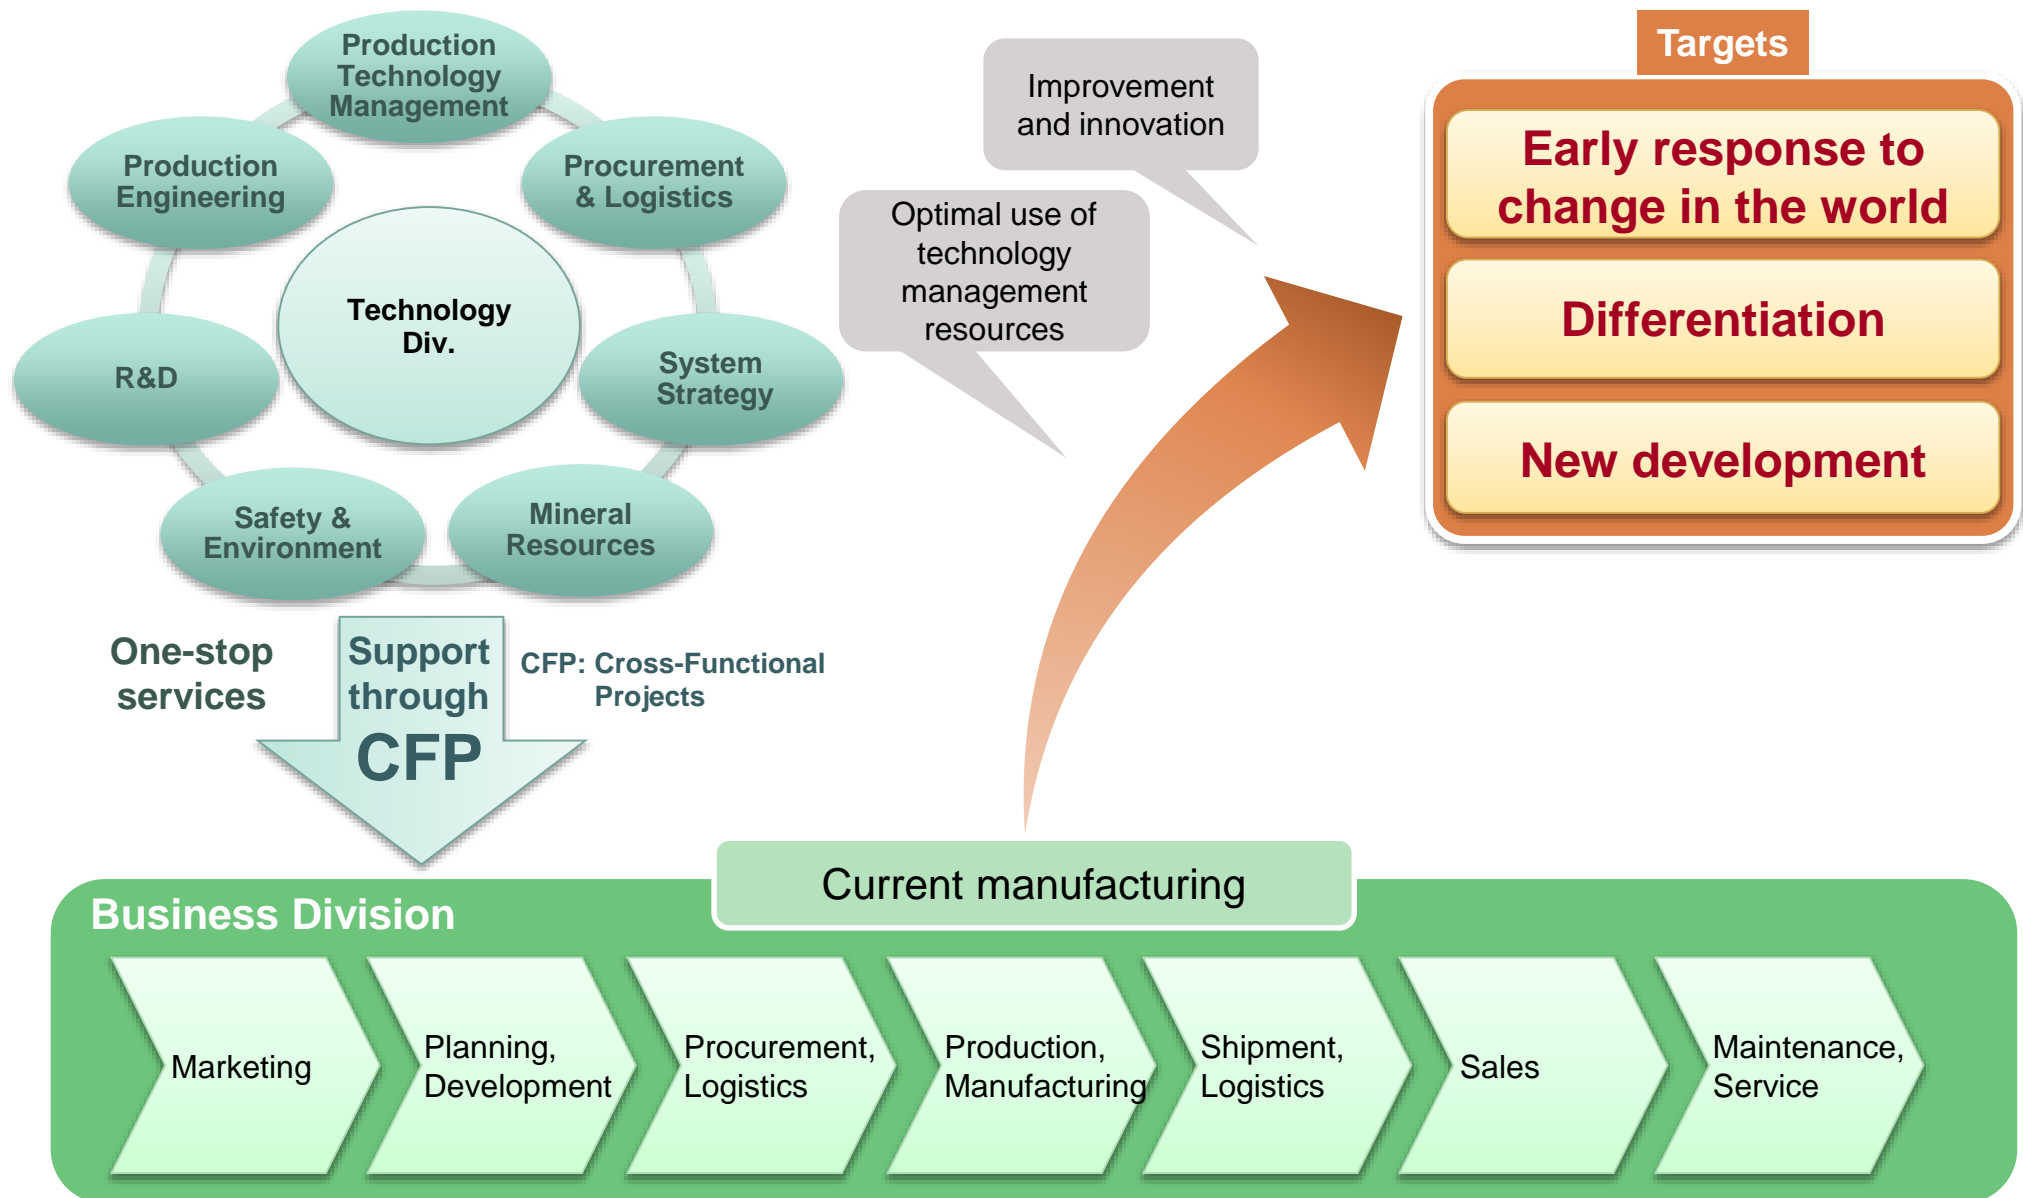 Production
Technology
Management
Production
Engineering
Procurement
& Logistics
Technology
Div.
R&D
System
Strategy
Safety &
Environment
Mineral
Resources
One-stop
services
Support
through
CFP
CFP: Cross-Functional
Projects
Improvement
and innovation
Optimal use of
technology
management
resources
Targets
Early response to
change in the world
Differentiation
New development
Current manufacturing
Business Division
Marketing
Planning,
Development
Procurement,
Logistics
Production,
Manufacturing
Shipment,
Logistics
Sales
Maintenance,
Service